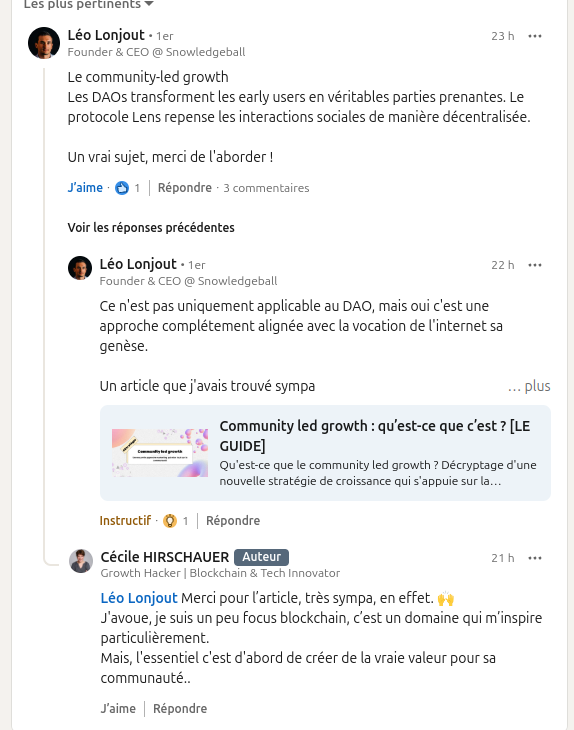 Les plus pertinents
Léo Lonjout • 1er
23 h
Founder & CEO @ Snowledgeball
Le community-led growth
Les DAOs transforment les early users en véritables parties prenantes. Le
protocole Lens repense les interactions sociales de manière décentralisée.
Un vrai sujet, merci de l'aborder !
J’aime · 1 | Répondre · 3 commentaires
Voir les réponses précédentes
Léo Lonjout • 1er
22 h
Founder & CEO @ Snowledgeball
Ce n'est pas uniquement applicable au DAO, mais oui c'est une
approche complétement alignée avec la vocation de l'internet sa
genèse.
Un article que j'avais trouvé sympa
… plus
Community led growth
Community led growth : qu’est-ce que c’est ? [LE
GUIDE]
Qu'est-ce que le community led growth ? Décryptage d'une
nouvelle stratégie de croissance qui s'appuie sur la…
Instructif · 1 | Répondre
Cécile HIRSCHAUER Auteur
21 h
Growth Hacker | Blockchain & Tech Innovator
Léo Lonjout Merci pour l’article, très sympa, en effet. 🙌
J'avoue, je suis un peu focus blockchain, c’est un domaine qui m’inspire
particulièrement.
Mais, l'essentiel c'est d'abord de créer de la vraie valeur pour sa
communauté..
J’aime | Répondre